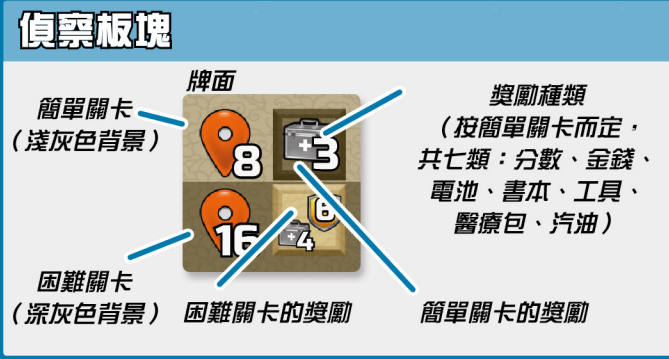 偵察板塊
牌面
簡單關卡
（淺灰色背景）
8
3
16
6
4
獎勵種類
（按簡單關卡而定，
共七類：分數、金錢、
電池、書本、工具、
醫療包、汽油）
困難關卡
（深灰色背景）
困難關卡的獎勵
簡單關卡的獎勵